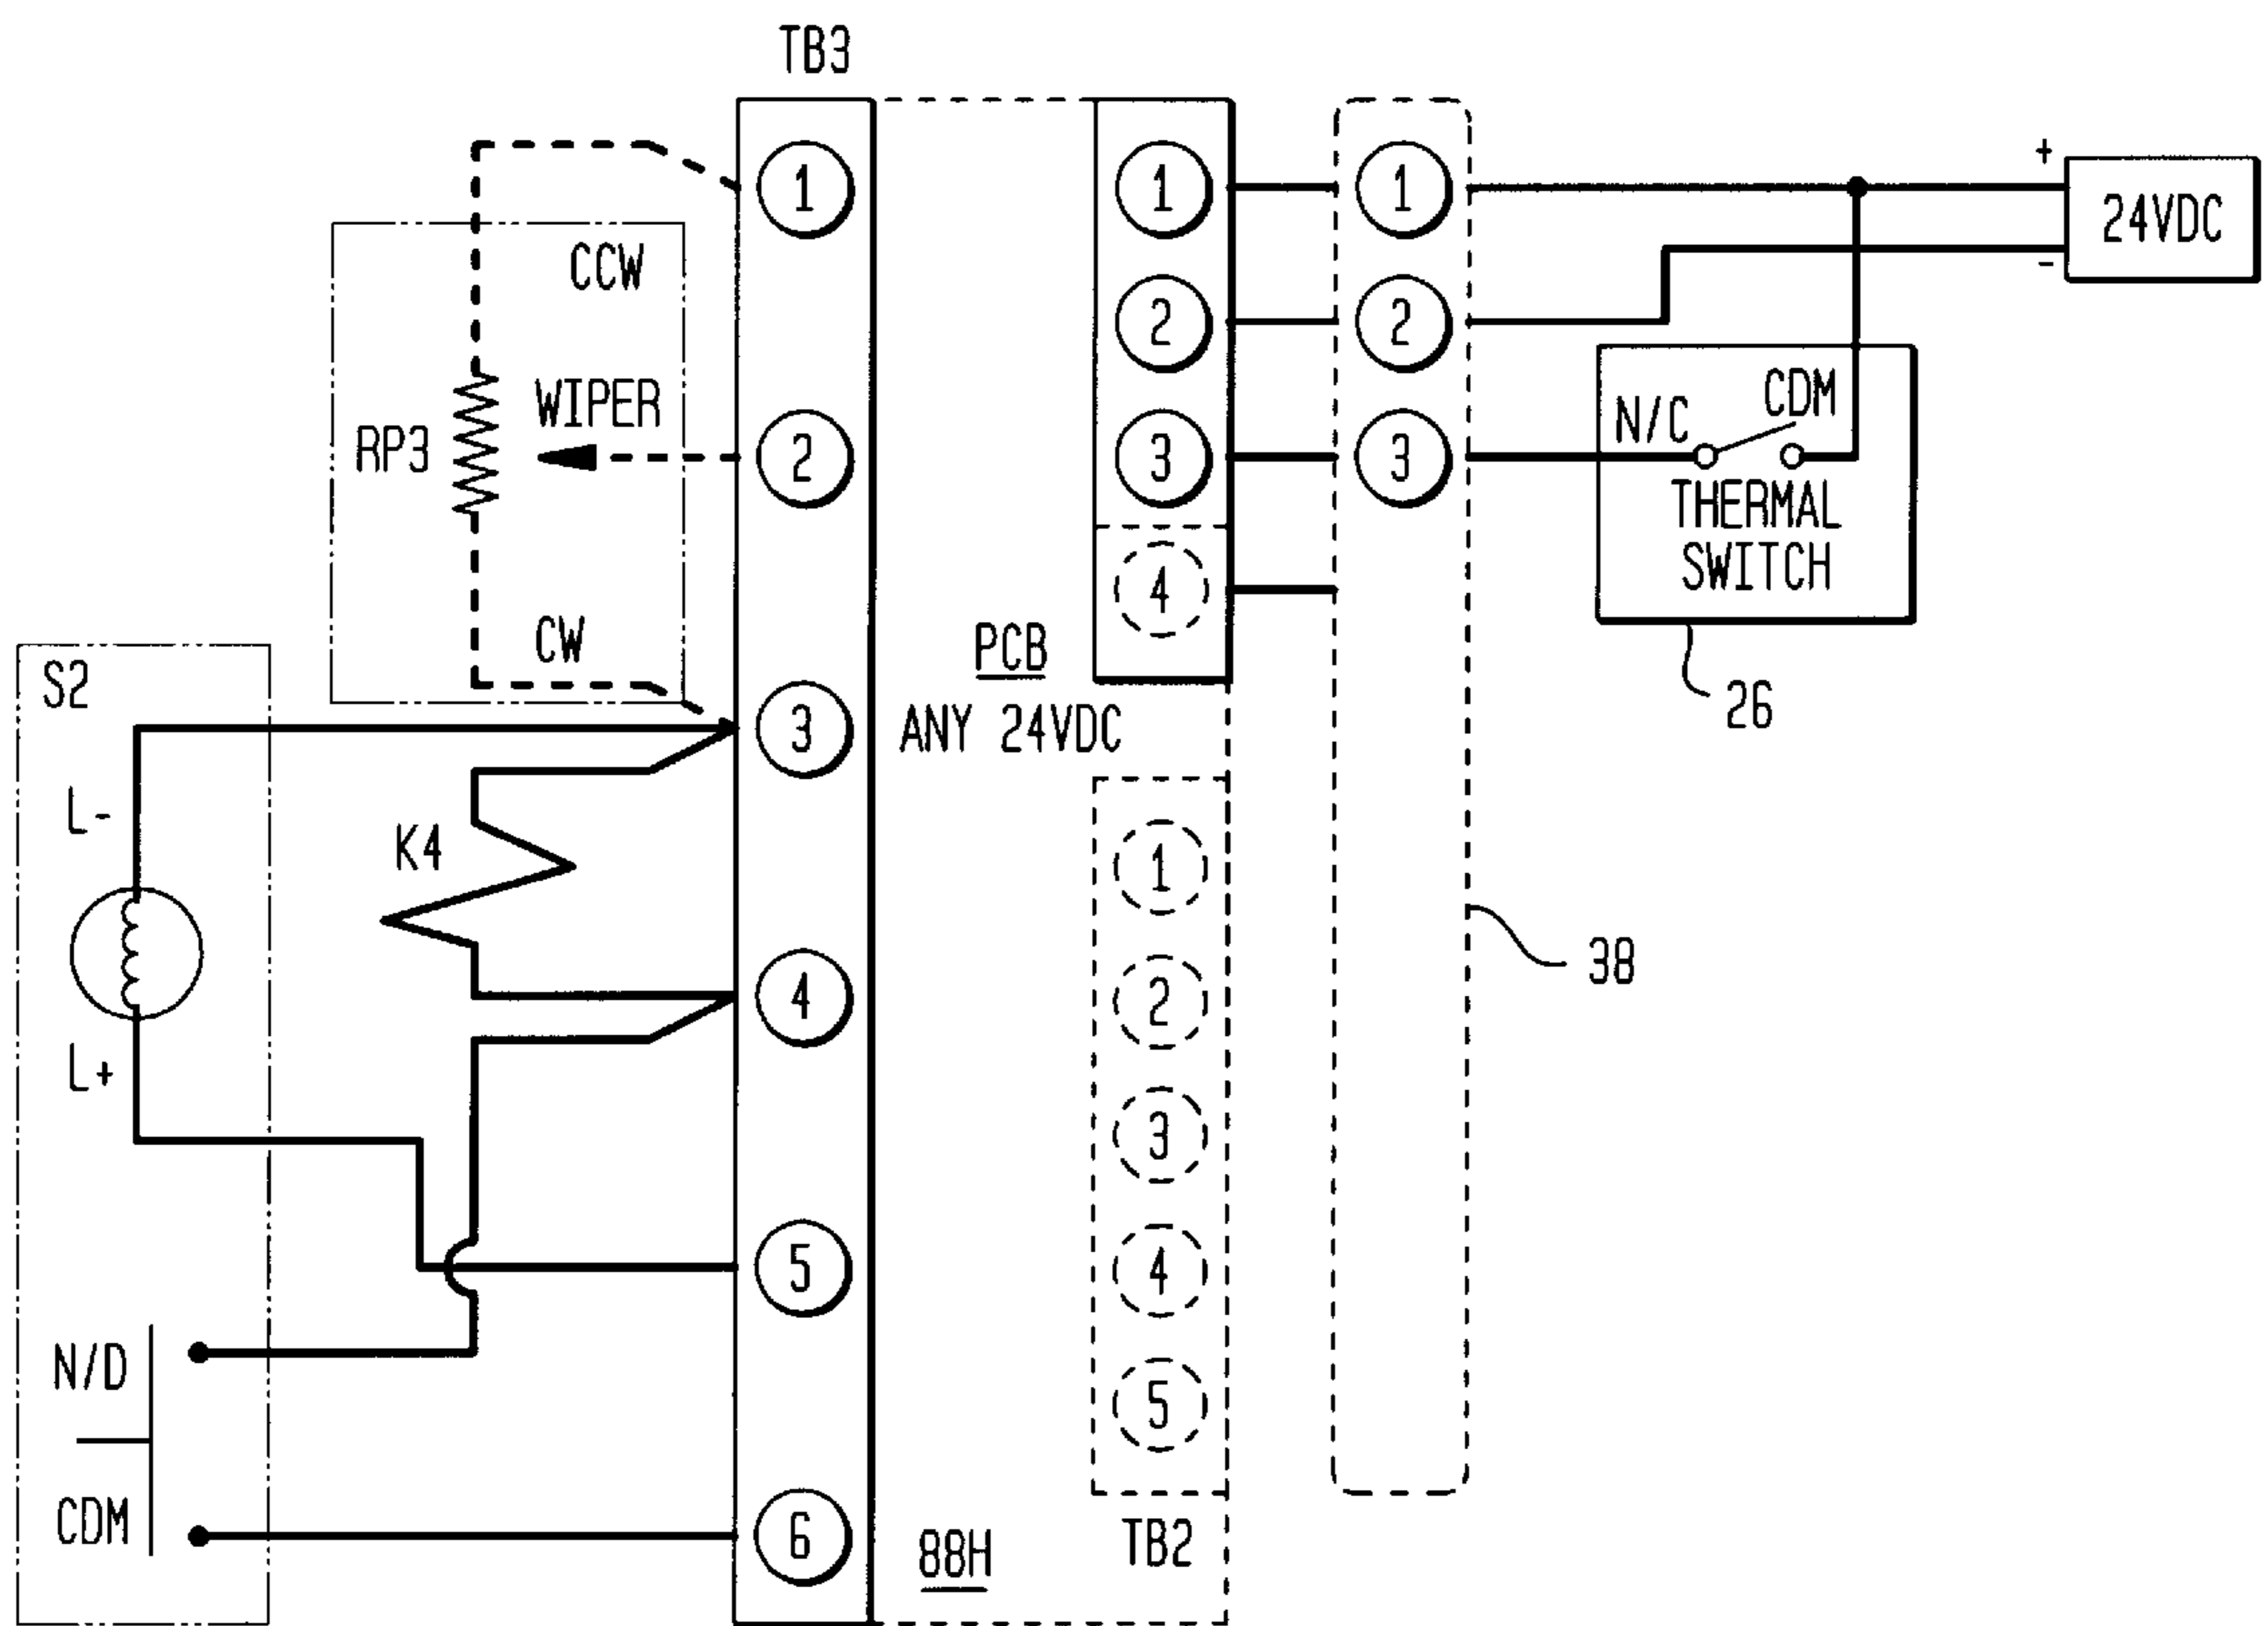 TB3
1
2
3
4
5
6
CCW
WIPER
RP3
CW
S2
L-
K4
L+
N/D
CDM
PCB
ANY 24VDC
88H
1
2
3
4
1
2
3
4
5
TB2
1
2
3
38
+
-
24VDC
N/C
CDM
THERMAL
SWITCH
26